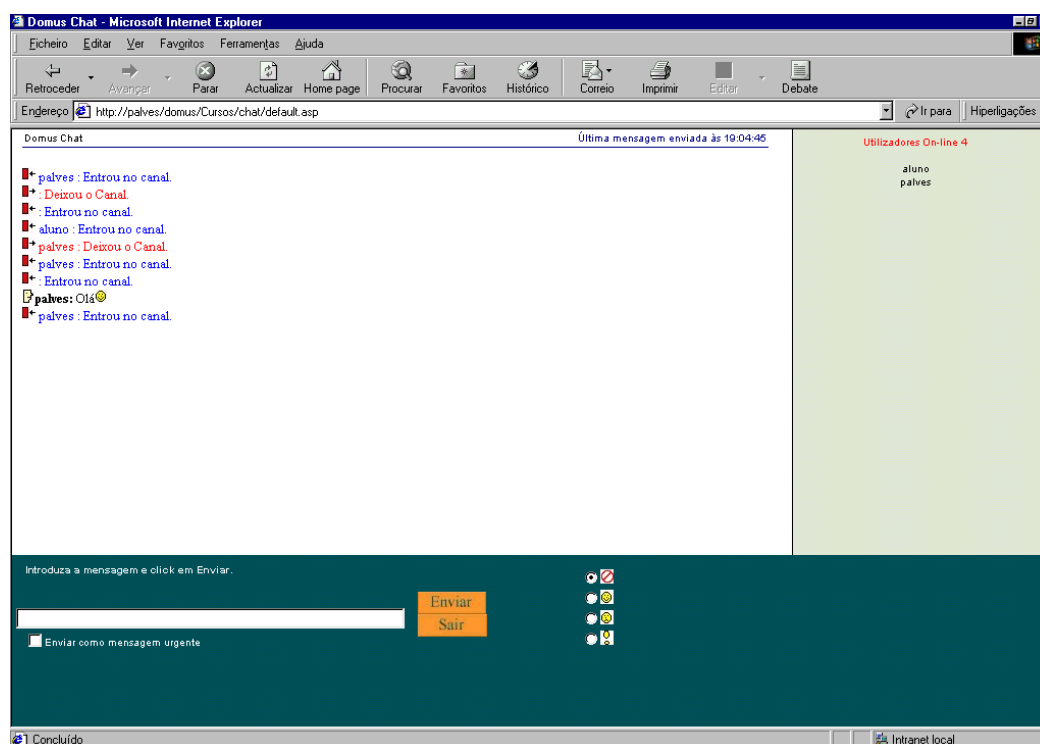 Domus Chat - Microsoft Internet Explorer
Ficheiro Editar Ver Favoritos Ferramentas Ajuda
Retroceder Avançar Parar Actualizar Home page Procurar Favoritos Histórico Correio Imprimir Editar Debate
Endereço http://palves/domus/Cursos/chat/default.asp Ir para Hiperligações
Domus Chat Última mensagem enviada às 19:04:45
Utilizadores On-line 4
aluno
palves
palves : Entrou no canal.
: Deixou o Canal.
: Entrou no canal.
aluno : Entrou no canal.
palves : Deixou o Canal.
palves : Entrou no canal.
: Entrou no canal.
palves: Olá
palves : Entrou no canal.
Introduza a mensagem e click em Enviar.
Enviar
Sair
Enviar como mensagem urgente
Concluído Intranet local